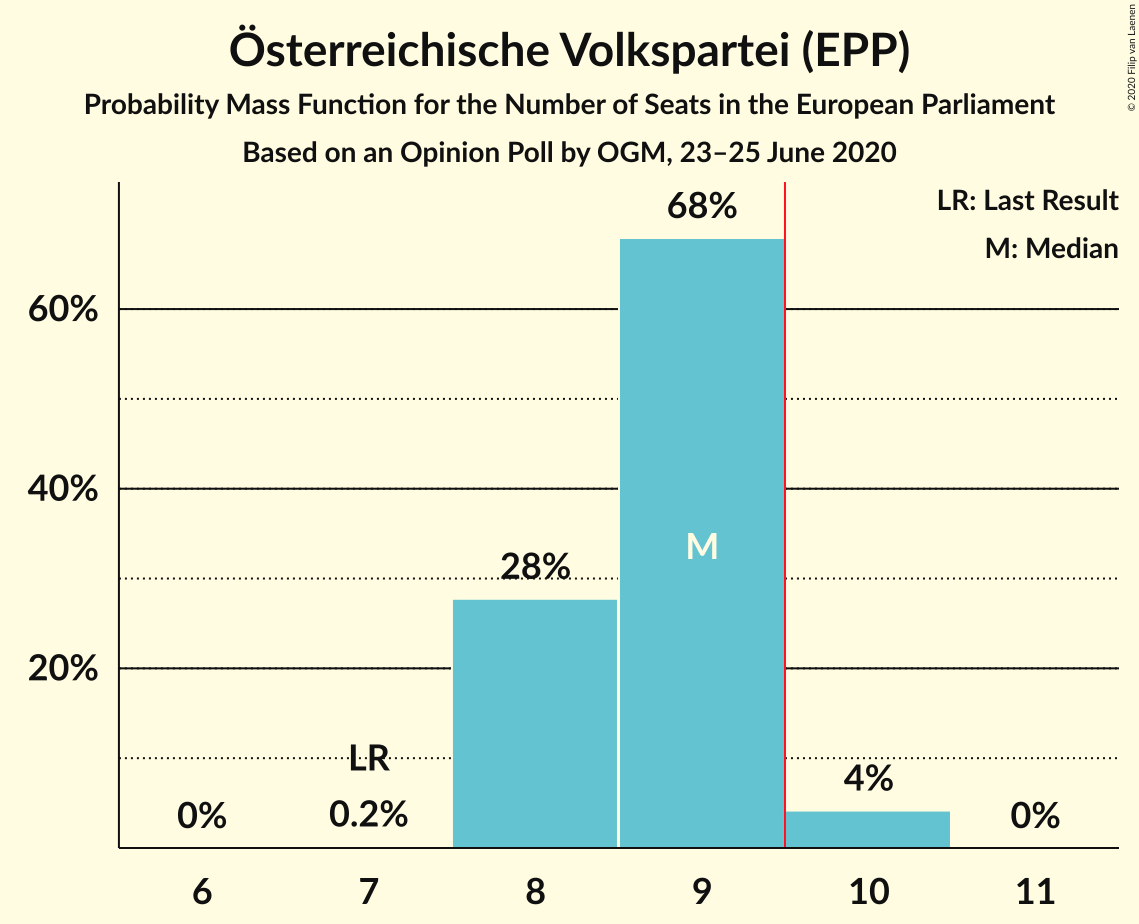 Österreichische Volkspartei (EPP)
Probability Mass Function for the Number of Seats in the European Parliament
Based on an Opinion Poll by OGM, 23–25 June 2020
© 2020 Filip van Laenen
LR: Last Result
M: Median
68%
60%
40%
M
28%
20%
LR
0%
0.2%
4%
0%
6
7
8
9
10
11